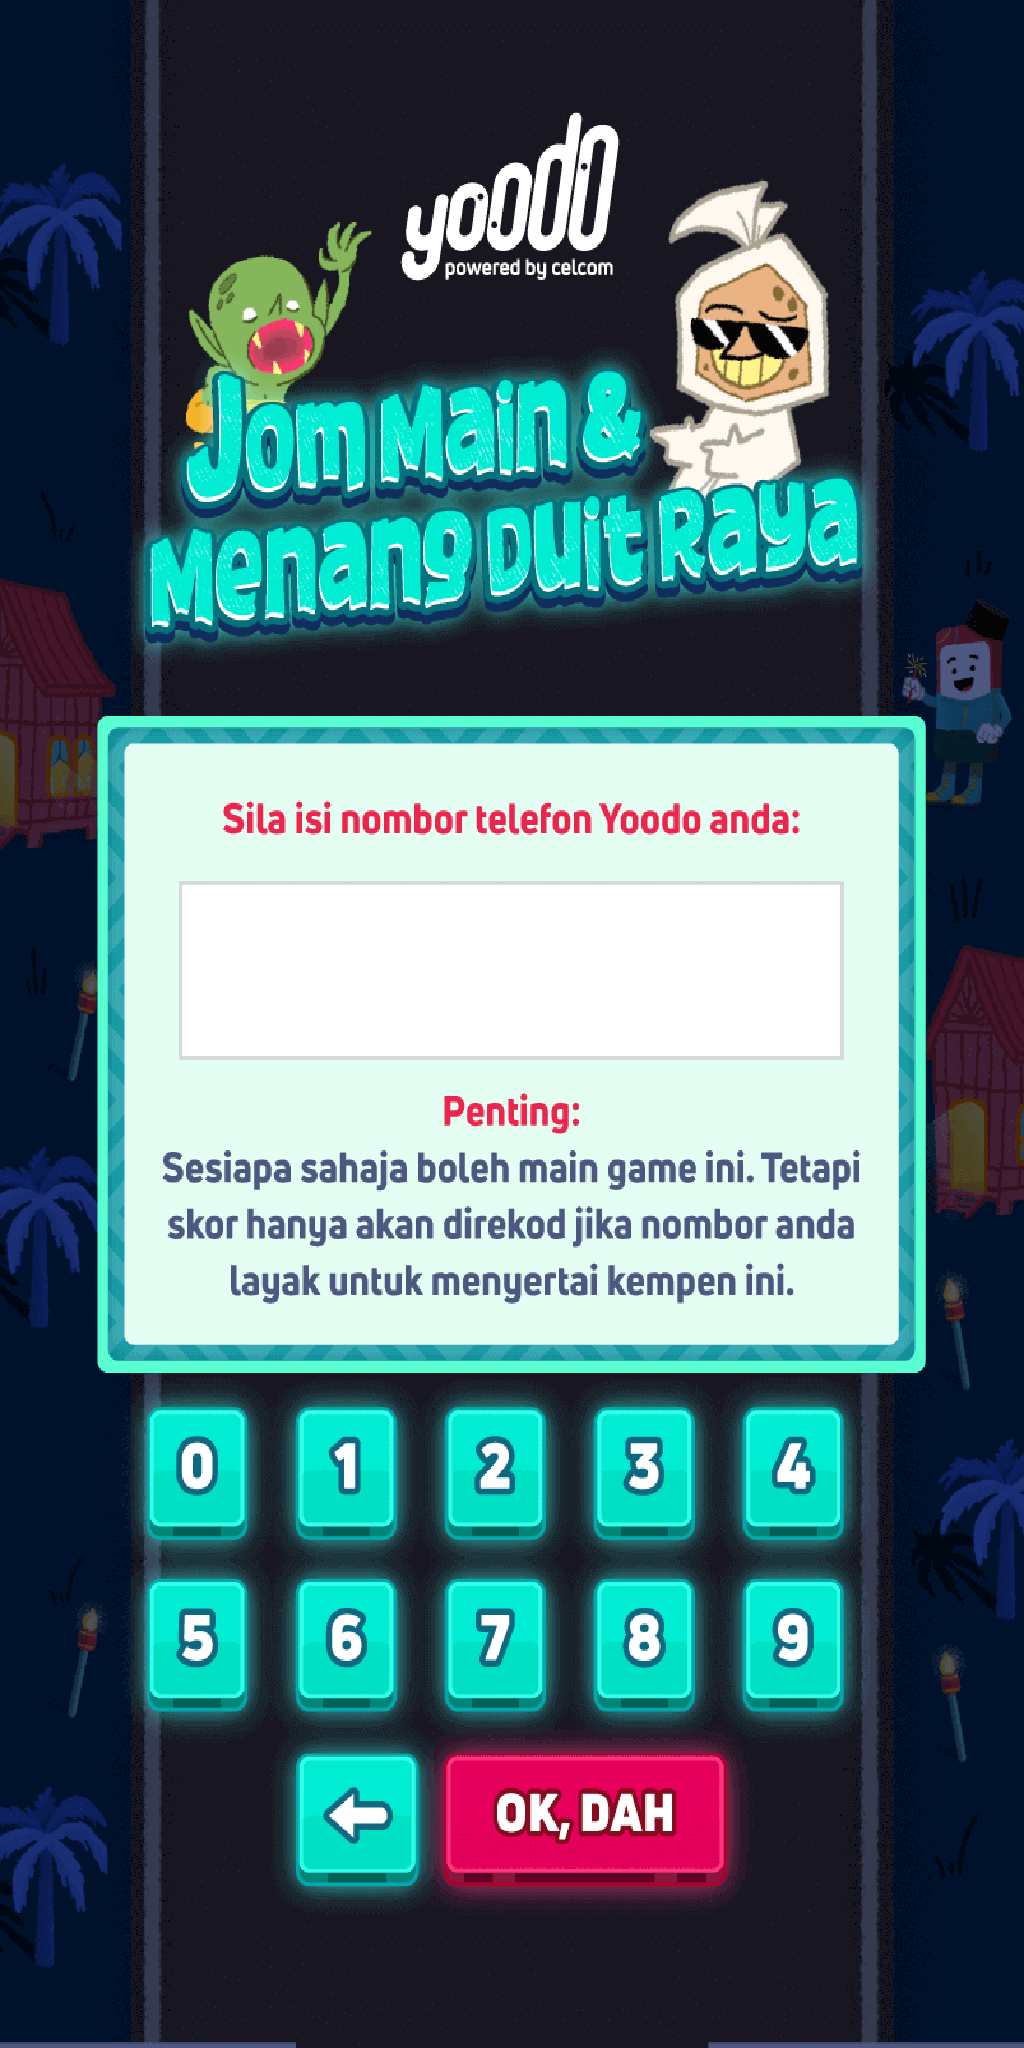 yoodo
powered by celcom
Jom Main &
Menang Duit Raya
Sila isi nombor telefon Yoodo anda:
Penting:
Sesiapa sahaja boleh main game ini. Tetapi
skor hanya akan direkod jika nombor anda
layak untuk menyertai kempen ini.
0 1 2 3 4
5 6 7 8 9
OK, DAH